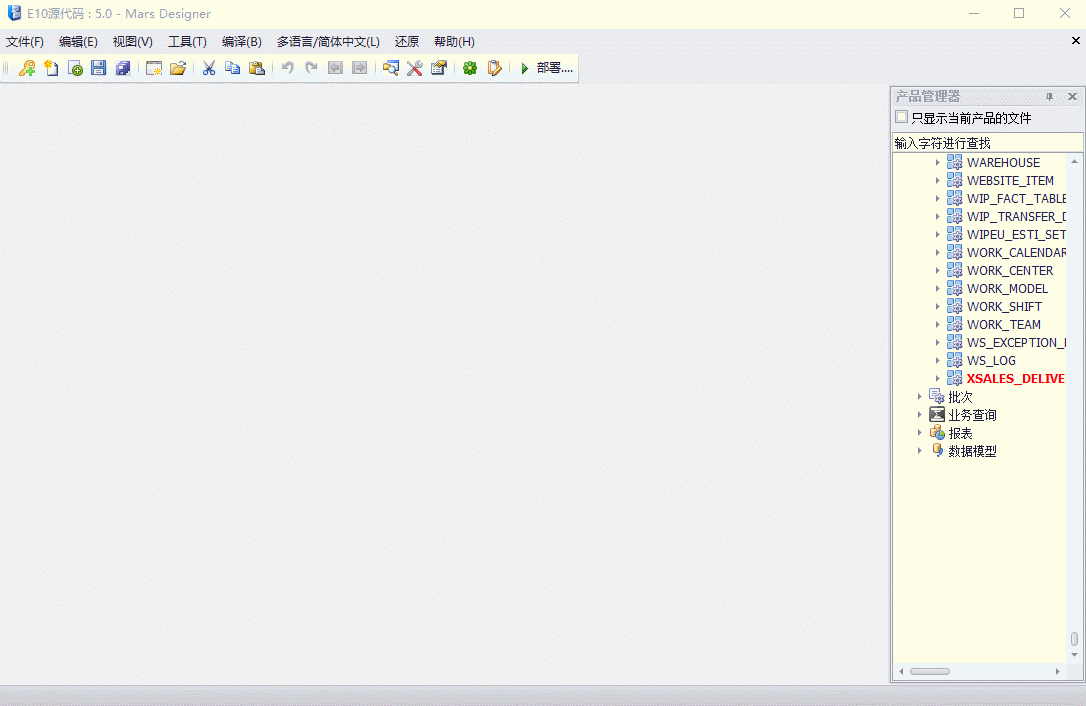 E10源代码 : 5.0 - Mars Designer
文件(F) 编辑(E) 视图(V) 工具(T) 编译(B) 多语言/简体中文(L) 还原 帮助(H)
部署....
产品管理器
只显示当前产品的文件
输入字符进行查找
WAREHOUSE
WEBSITE_ITEM
WIP_FACT_TABLE
WIP_TRANSFER_D
WIPEU_ESTI_SET
WORK_CALENDAR
WORK_CENTER
WORK_MODEL
WORK_SHIFT
WORK_TEAM
WS_EXCEPTION_
WS_LOG
XSALES_DELIVE
批次
业务查询
报表
数据模型